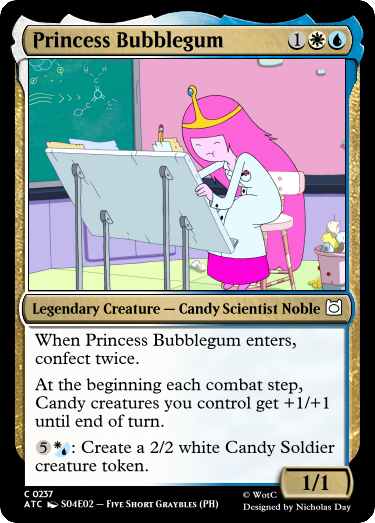 Princess Bubblegum 1
Legendary Creature — Candy Scientist Noble
When Princess Bubblegum enters,
confect twice.
At the beginning each combat step,
Candy creatures you control get +1/+1
until end of turn.
5 : Create a 2/2 white Candy Soldier
creature token.
1/1
C 0237 © WotC
ATC S04E02 – Five Short Graybles (PH) Designed by Nicholas Day